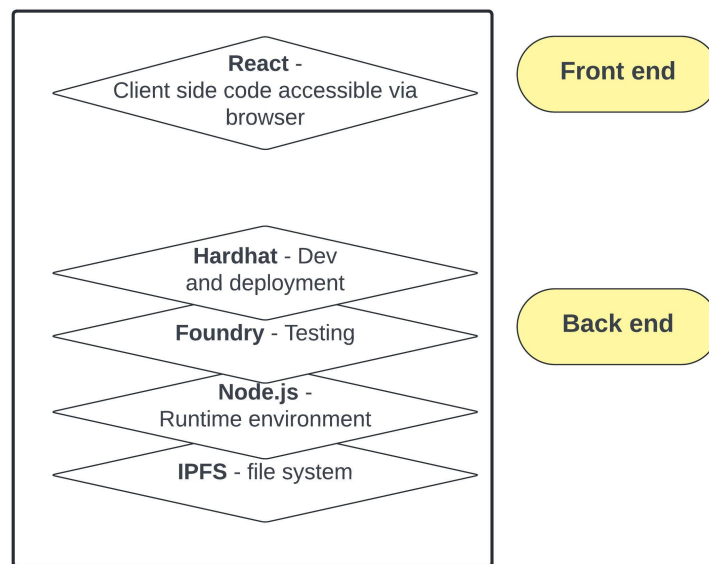 React -
Client side code accessible via
browser
Front end
Hardhat - Dev
and deployment
Foundry - Testing
Back end
Node.js -
Runtime environment
IPFS - file system